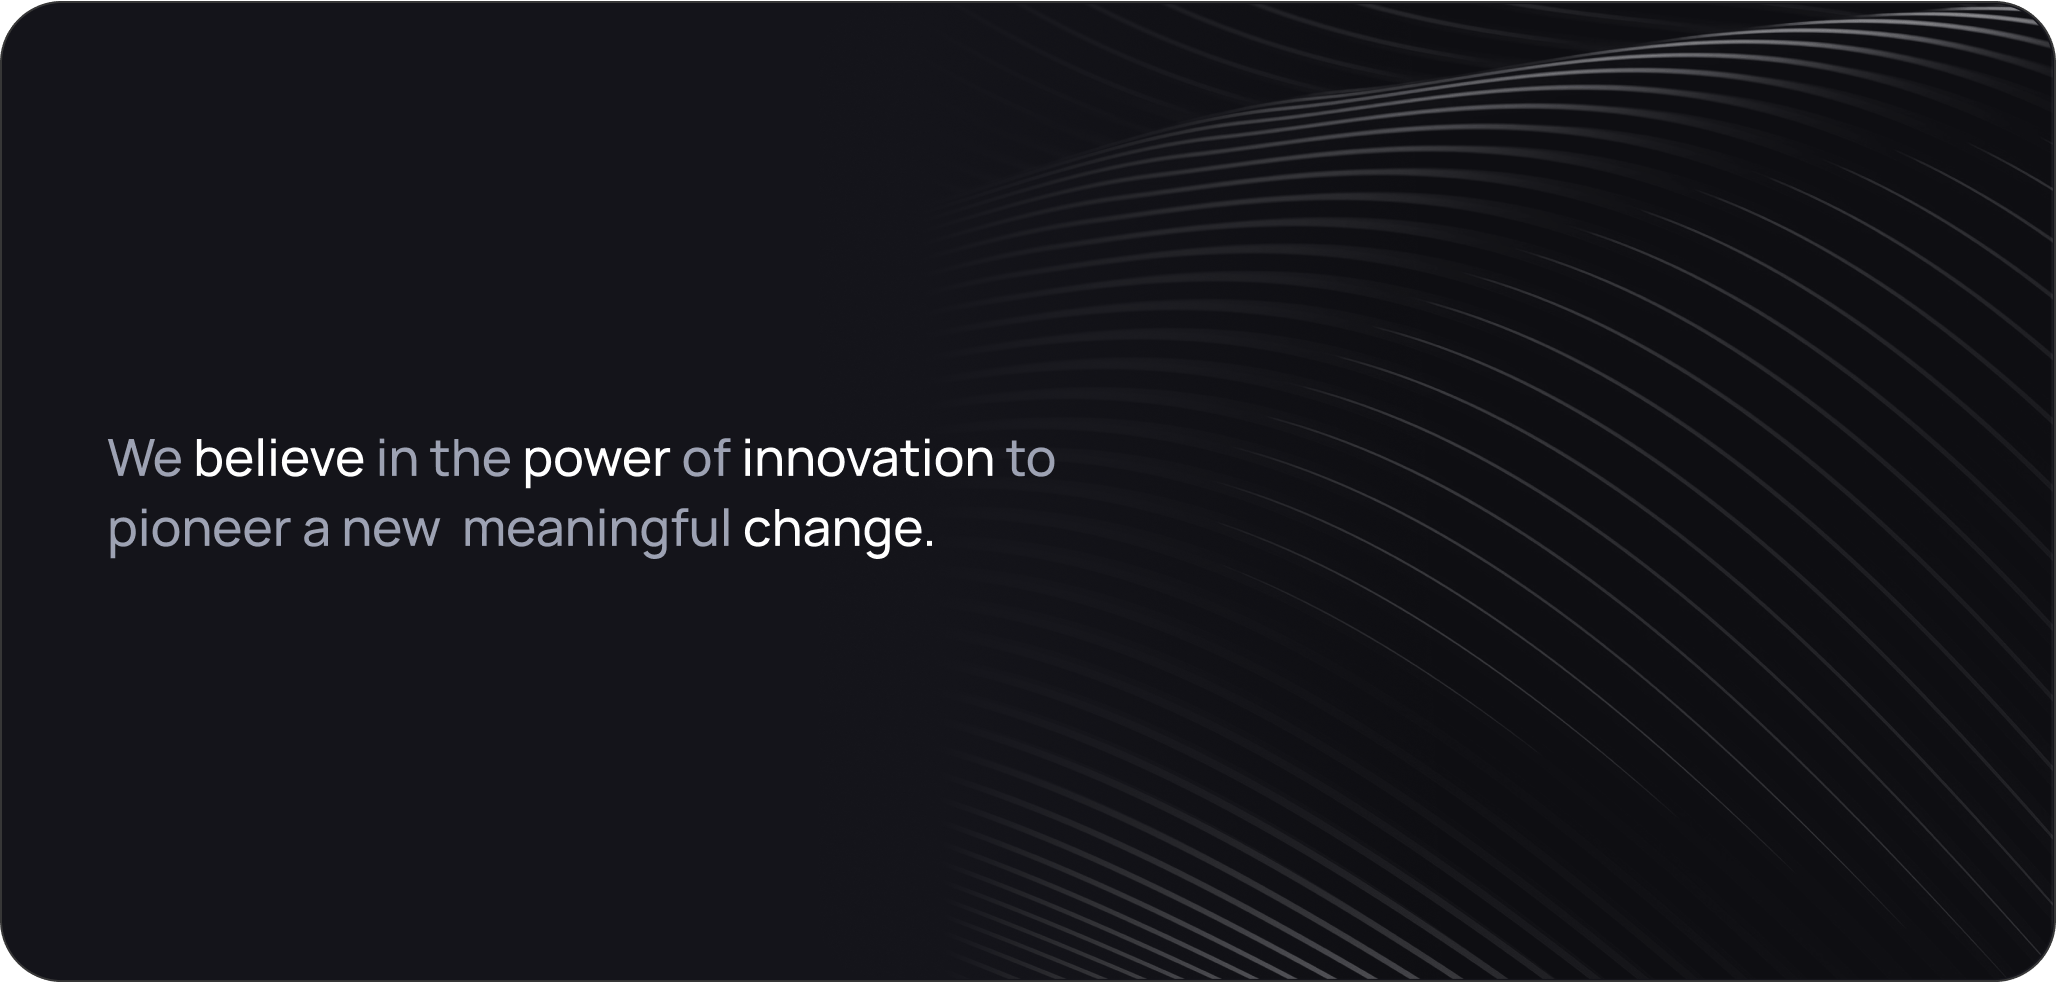 We believe in the power of innovation to
pioneer a new  meaningful change.